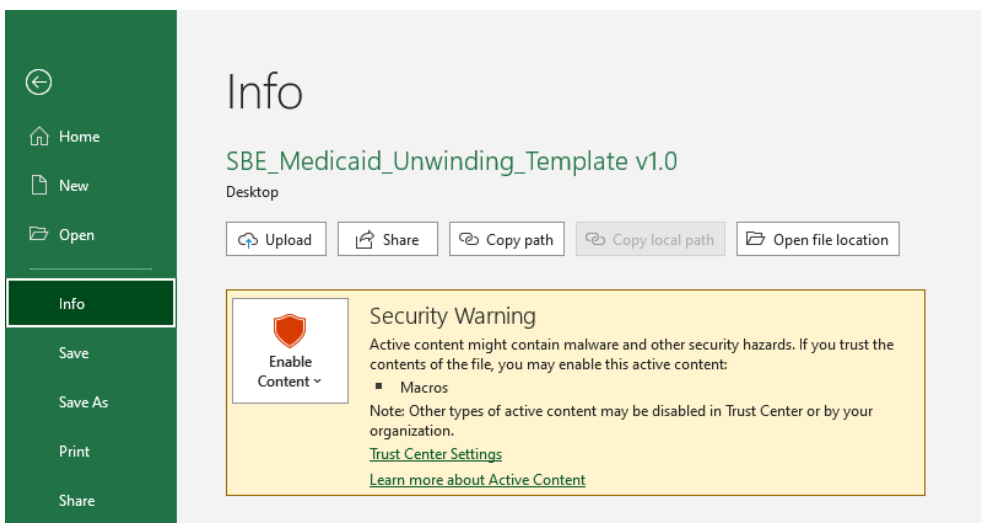 Info
Home
SBE_Medicaid_Unwinding_Template v1.0
New
Desktop
Open
Upload
Share
Copy path
Copy local path
Open file location
Info
Security Warning
Active content might contain malware and other security hazards. If you trust the
Enable
Content
contents of the file, you may enable this active content:
Save
Macros
Note: Other types of active content may be disabled in Trust Center or by your
organization.
Save As
Trust Center Settings
Print
Learn more about Active Content
Share